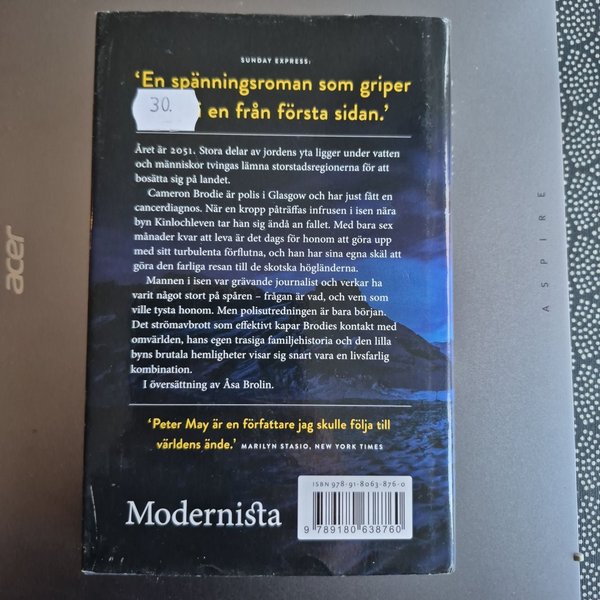 SUNDAY EXPRESS:
‘En spänningsroman som griper
30.
i en från första sidan.’
Året är 2051. Stora delar av jordens yta ligger under vatten
och människor tvingas lämna storstadsregionerna för att
bosätta sig på landet.
Cameron Brodie är polis i Glasgow och har just fått en
cancerdiagnos. När en kropp påträffas infrusen i isen nära
byn Kinlochleven tar han sig ändå an fallet. Med bara sex
månader kvar att leva är det dags för honom att göra upp
med sitt turbulenta förflutna, och han har sina egna skäl att
göra den farliga resan till de skotska högländerna.
Mannen i isen var grävande journalist och verkar ha
varit något stort på spåren – frågan är vad, och vem som
ville tysta honom. Men polisutredningen är bara början.
Det strömavbrott som effektivt kapar Brodies kontakt med
omvärlden, hans egen trasiga familjehistoria och den lilla
byns brutala hemligheter visar sig snart vara en livsfarlig
kombination.
I översättning av Åsa Brolin.
‘Peter May är en författare jag skulle följa till
världens ände.’ MARILYN STASIO, NEW YORK TIMES
ISBN 978-91-8063-876-0
Modernista
9 789180 638760
acer
ASPIRE